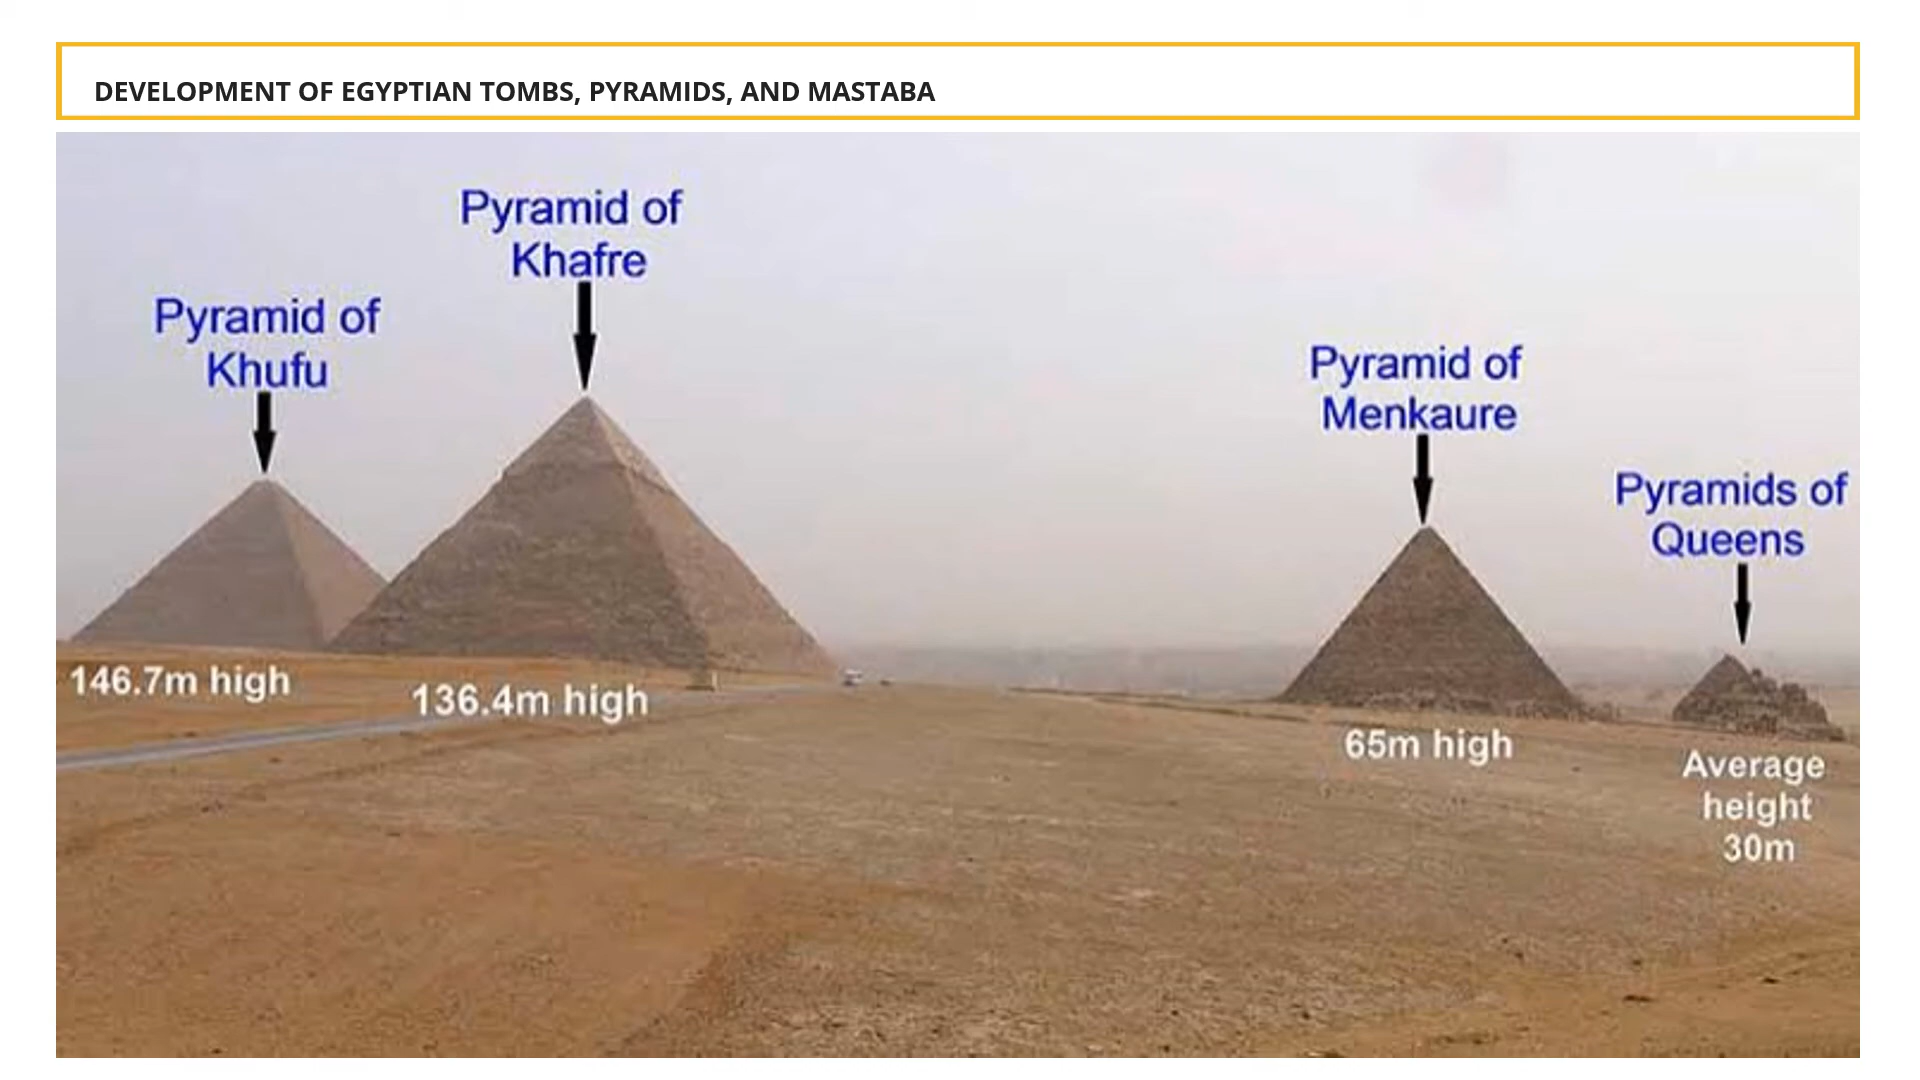 DEVELOPMENT OF EGYPTIAN TOMBS, PYRAMIDS, AND MASTABA
Pyramid of
Khafre
Pyramid of
Khufu
Pyramid of
Menkaure
Pyramids of
Queens
146.7m high
136.4m high
65m high
Average
height
30m